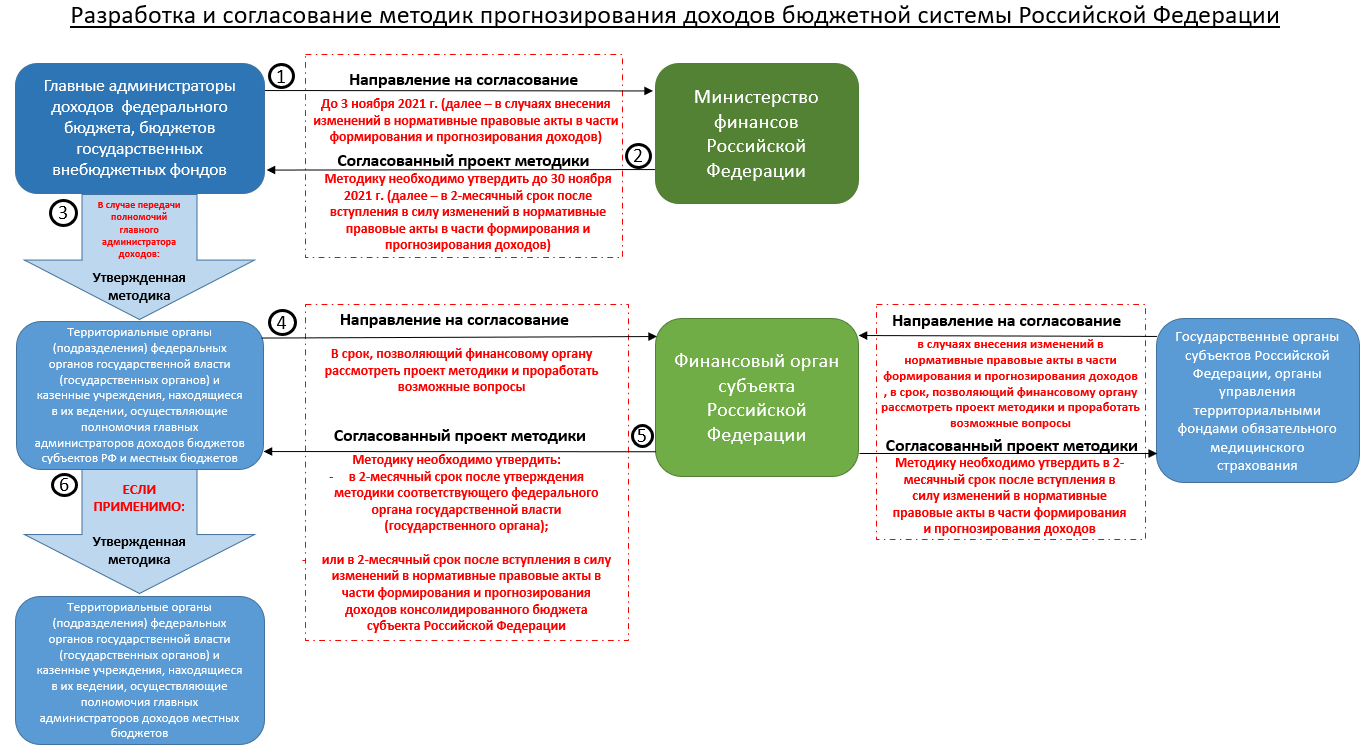 Разработка и согласование методик прогнозирования доходов бюджетной системы Российской Федерации
Главные администраторы
доходов федерального
бюджета, бюджетов
государственных
внебюджетных фондов
1
Направление на согласование
До 3 ноября 2021 г. (далее – в случаях внесения
изменений в нормативные правовые акты в части
формирования и прогнозирования доходов)
Согласованный проект методики
2
Методику необходимо утвердить до 30 ноября
2021 г. (далее – в 2-месячный срок после
вступления в силу изменений в нормативные
правовые акты в части формирования и
прогнозирования доходов)
Министерство
финансов
Российской
Федерации
3
В случае передачи
полномочий
главного
администратора
доходов:
Утвержденная
методика
Территориальные органы
(подразделения) федеральных
органов государственной власти
(государственных органов) и
казенные учреждения, находящиеся
в их ведении, осуществляющие
полномочия главных
администраторов доходов бюджетов
субъектов РФ и местных бюджетов
4
Направление на согласование
В срок, позволяющий финансовому органу
рассмотреть проект методики и проработать
возможные вопросы
Согласованный проект методики
5
Методику необходимо утвердить:
- в 2-месячный срок после утверждения
методики соответствующего федерального
органа государственной власти
(государственного органа);
- или в 2-месячный срок после вступления в силу
изменений в нормативные правовые акты в
части формирования и прогнозирования
доходов консолидированного бюджета
субъекта Российской Федерации
Финансовый орган
субъекта
Российской
Федерации
Направление на согласование
в случаях внесения изменений в
нормативные правовые акты в части
формирования и прогнозирования доходов
, в срок, позволяющий финансовому органу
рассмотреть проект методики и проработать
возможные вопросы
Согласованный проект методики
Методику необходимо утвердить в 2-
месячный срок после вступления в
силу изменений в нормативные
правовые акты в части формирования
и прогнозирования доходов
Государственные органы
субъектов Российской
Федерации, органы
управления
территориальными
фондами обязательного
медицинского
страхования
6
ЕСЛИ
ПРИМЕНИМО:
Утвержденная
методика
Территориальные органы
(подразделения) федеральных
органов государственной власти
(государственных органов) и
казенные учреждения, находящиеся
в их ведении, осуществляющие
полномочия главных
администраторов доходов местных
бюджетов